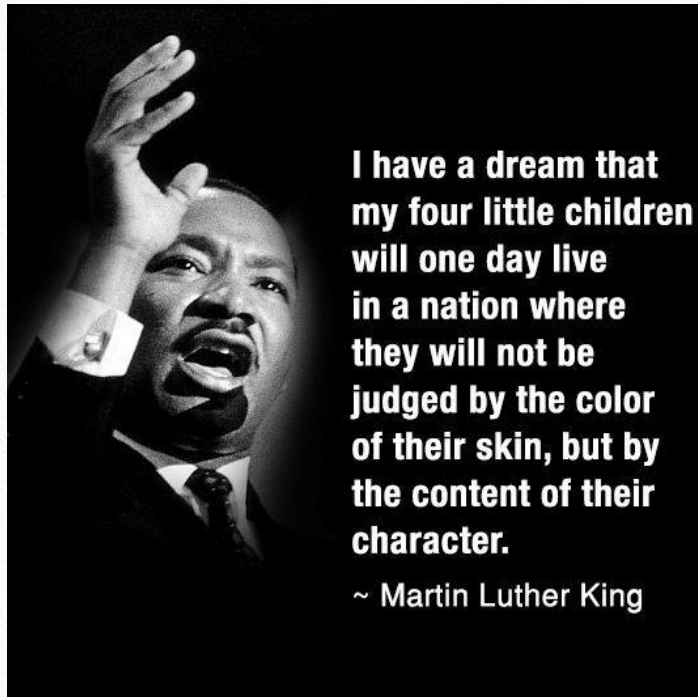 I have a dream that
my four little children
will one day live
in a nation where
they will not be
judged by the color
of their skin, but by
the content of their
character.
~ Martin Luther King